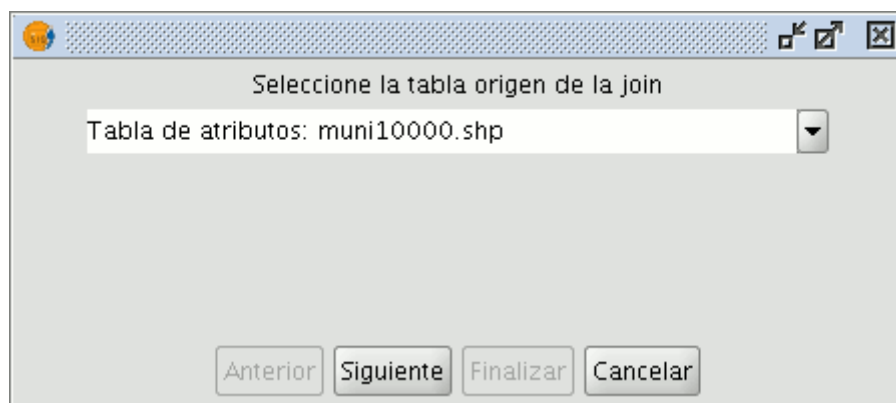 Seleccione la tabla origen de la join
Tabla de atributos: muni10000.shp
Anterior Siguiente Finalizar Cancelar